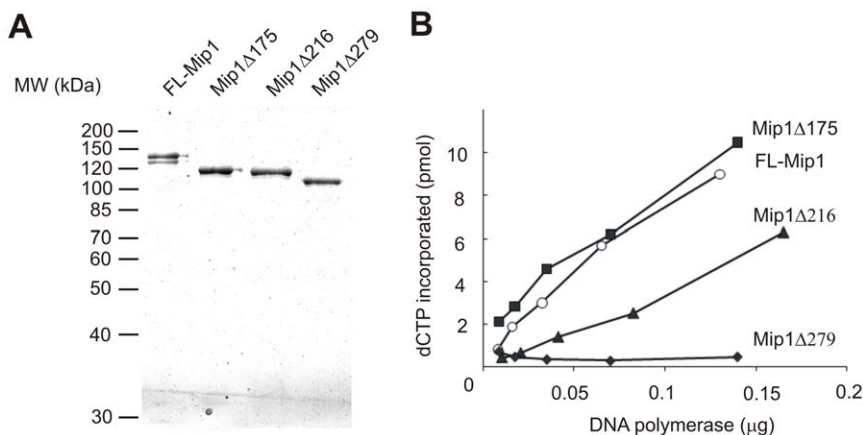 A
FL-Mip1
Mip1Δ175
Mip1Δ216
Mip1Δ279
MW (kDa)
200
150
120
100
85
70
60
50
40
30
B
10
8
6
4
2
0
0.05
0.1
0.15
0.2
dCTP incorporated (pmol)
DNA polymerase (μg)
Mip1Δ175
FL-Mip1
Mip1Δ216
Mip1Δ279